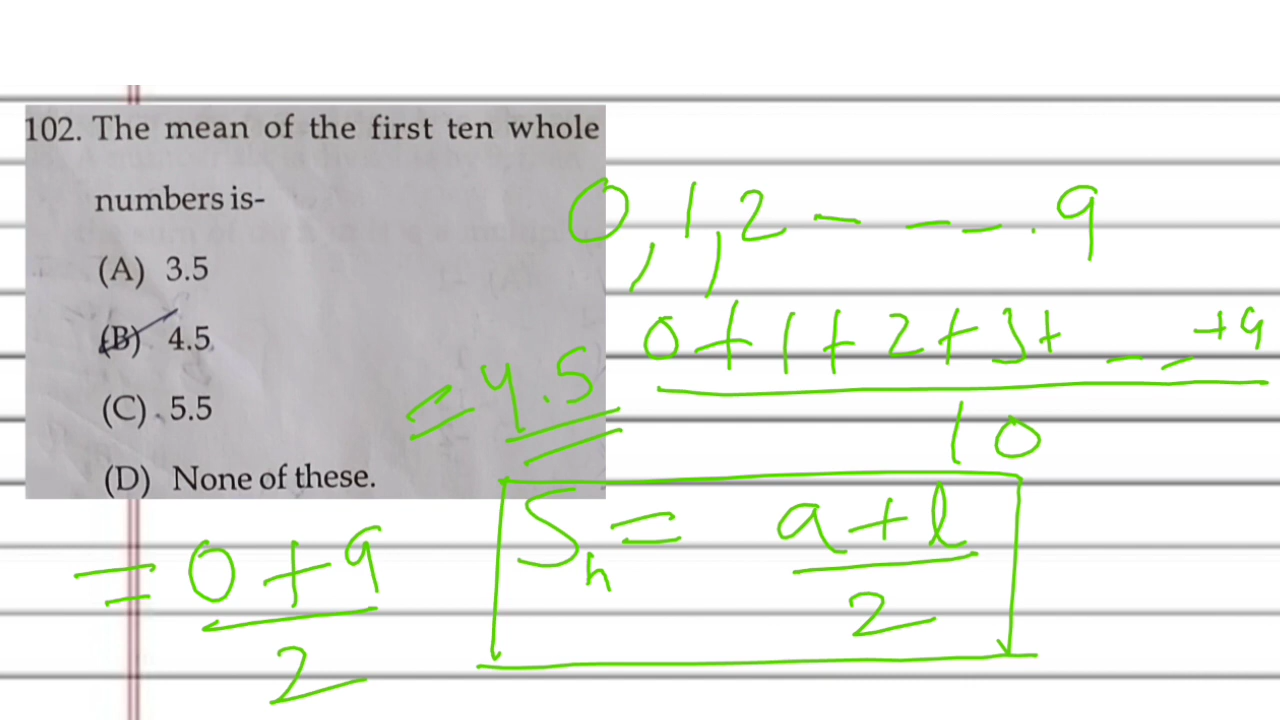 102. The mean of the first ten whole
numbers is-
(A) 3.5
(B) 4.5
(C) 5.5
(D) None of these.
0, 1, 2 - - - . 9
0 + 1 + 2 + 3 + - - + 9
10
= 4.5
Sn = a + l
2
= 0 + 9
2